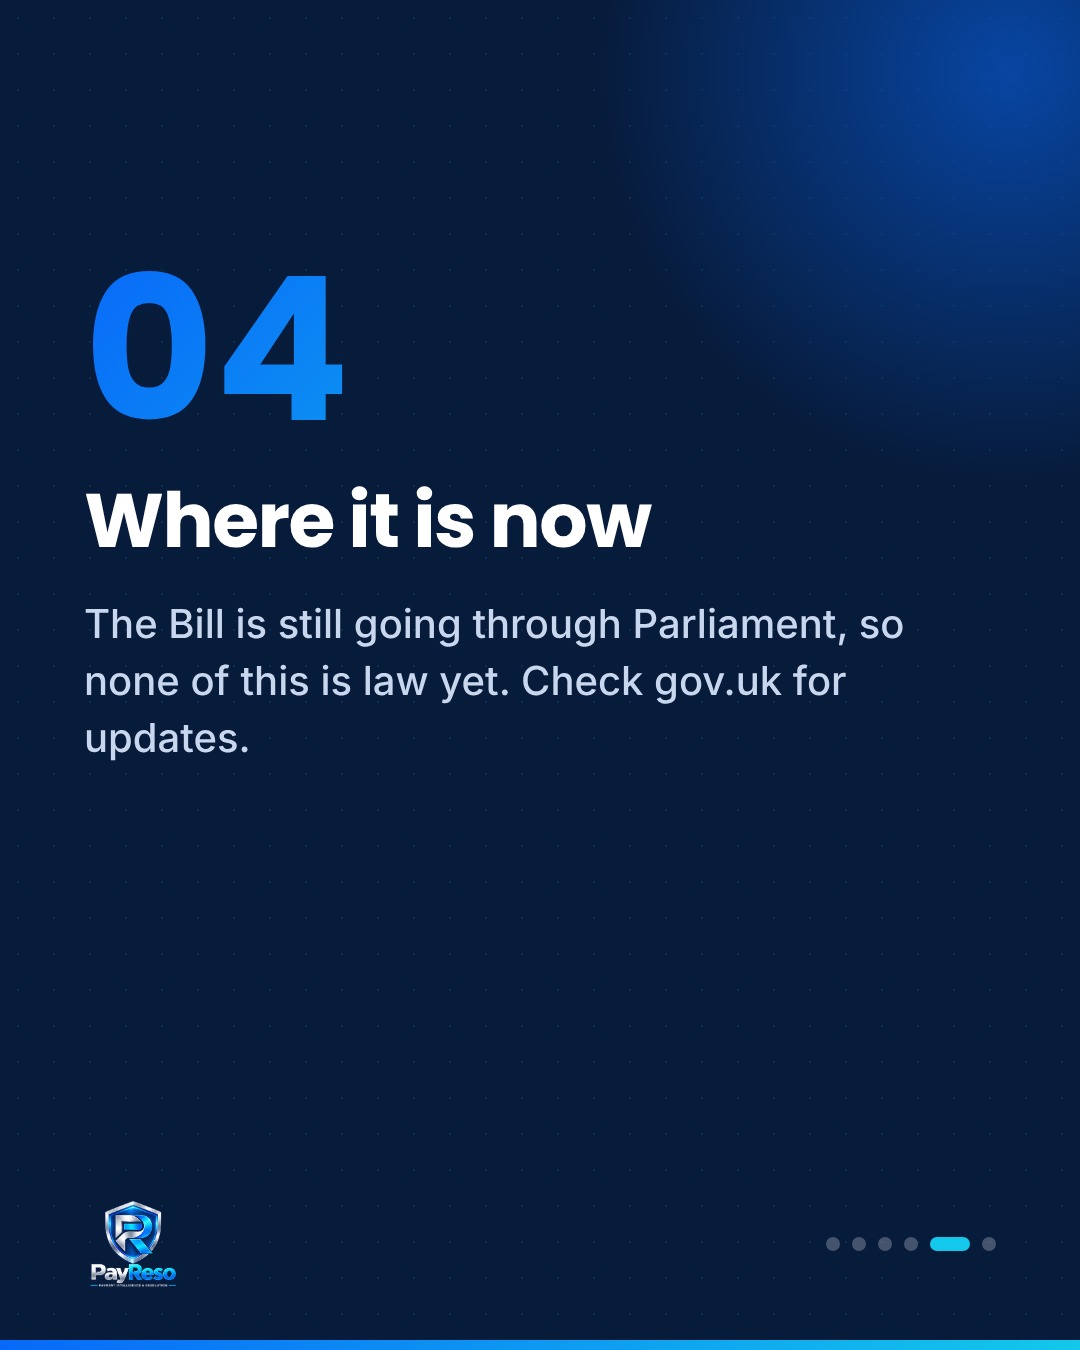 04
Where it is now
The Bill is still going through Parliament, so
none of this is law yet. Check gov.uk for
updates.
PayReso